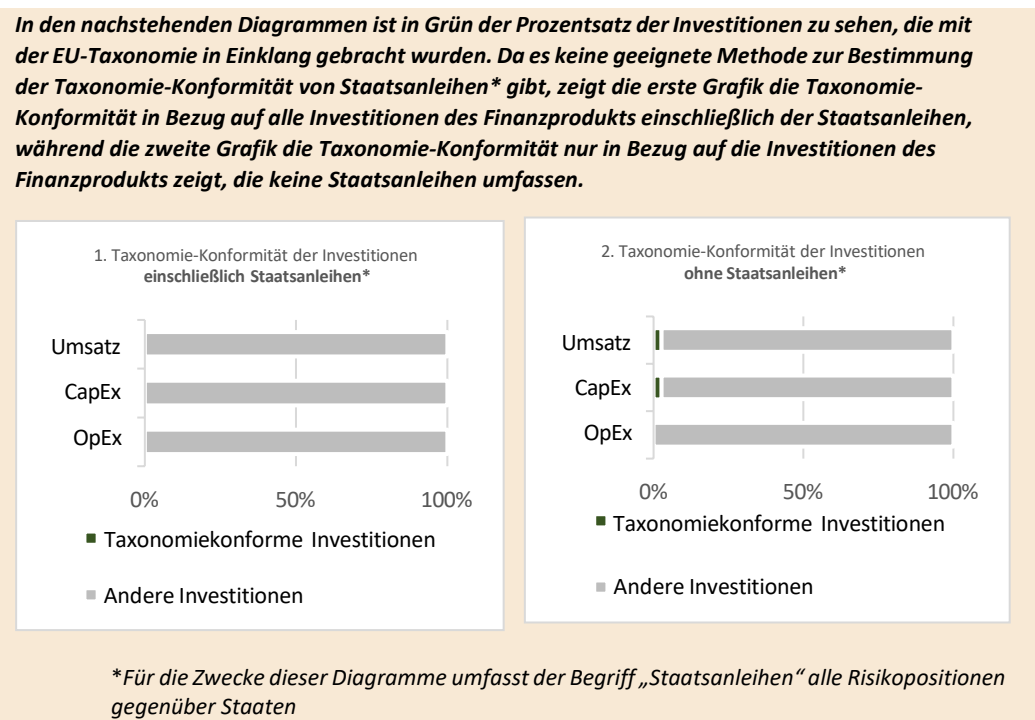 In den nachstehenden Diagrammen ist in Grün der Prozentsatz der Investitionen zu sehen, die mit
der EU-Taxonomie in Einklang gebracht wurden. Da es keine geeignete Methode zur Bestimmung
der Taxonomie-Konformität von Staatsanleihen* gibt, zeigt die erste Grafik die Taxonomie-
Konformität in Bezug auf alle Investitionen des Finanzprodukts einschließlich der Staatsanleihen,
während die zweite Grafik die Taxonomie-Konformität nur in Bezug auf die Investitionen des
Finanzprodukts zeigt, die keine Staatsanleihen umfassen.
1. Taxonomie-Konformität der Investitionen
einschließlich Staatsanleihen*
Umsatz
CapEx
OpEx
0% 50% 100%
Taxonomiekonforme Investitionen
Andere Investitionen
2. Taxonomie-Konformität der Investitionen
ohne Staatsanleihen*
Umsatz
CapEx
OpEx
0% 50% 100%
Taxonomiekonforme Investitionen
Andere Investitionen
*Für die Zwecke dieser Diagramme umfasst der Begriff „Staatsanleihen“ alle Risikopositionen
gegenüber Staaten